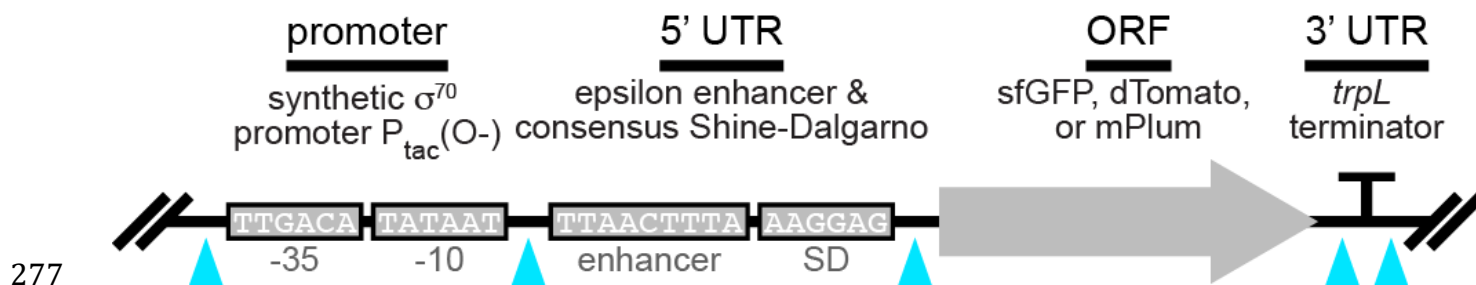 promoter 5' UTR ORF 3' UTR
synthetic σ⁷⁰ epsilon enhancer & sfGFP, dTomato, trpL
promoter Ptac(O-) consensus Shine-Dalgarno or mPlum terminator
TTGACA TATAAT TTAACTTTA AAGGAG
-35 -10 enhancer SD
277